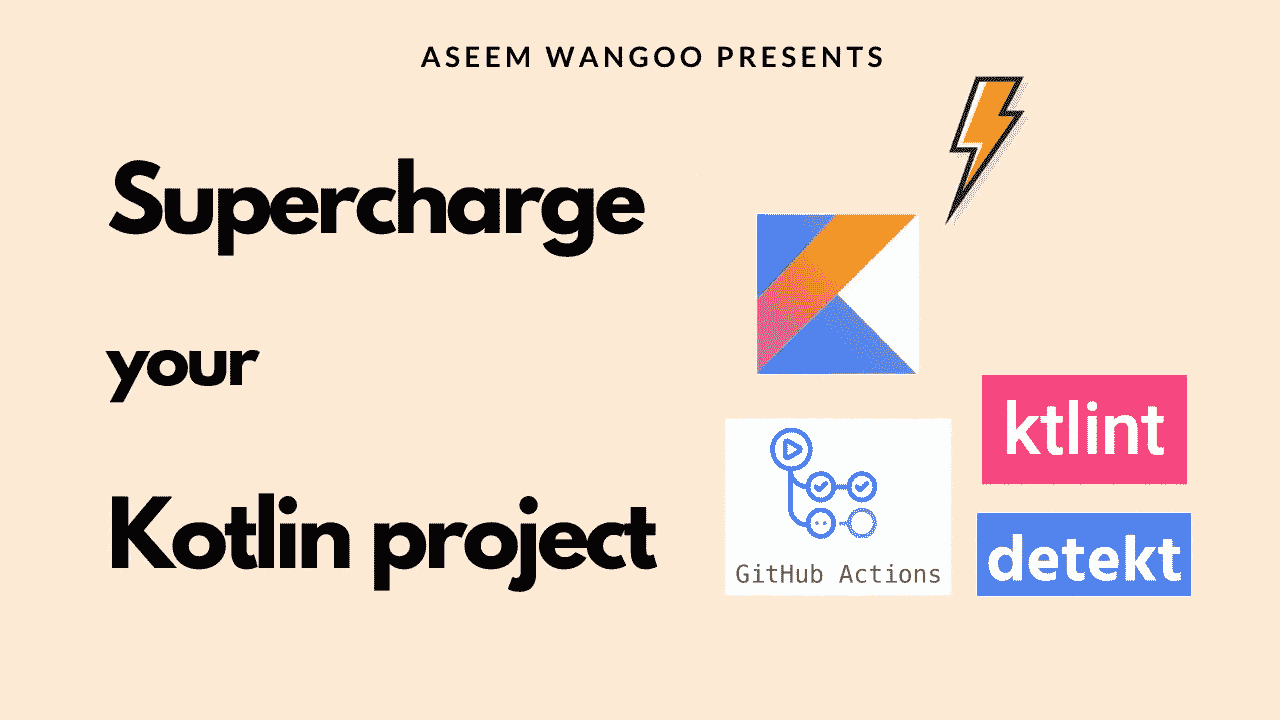 ASEEM WANGOO PRESENTS
Supercharge
your
Kotlin project
GitHub Actions
ktlint
detekt